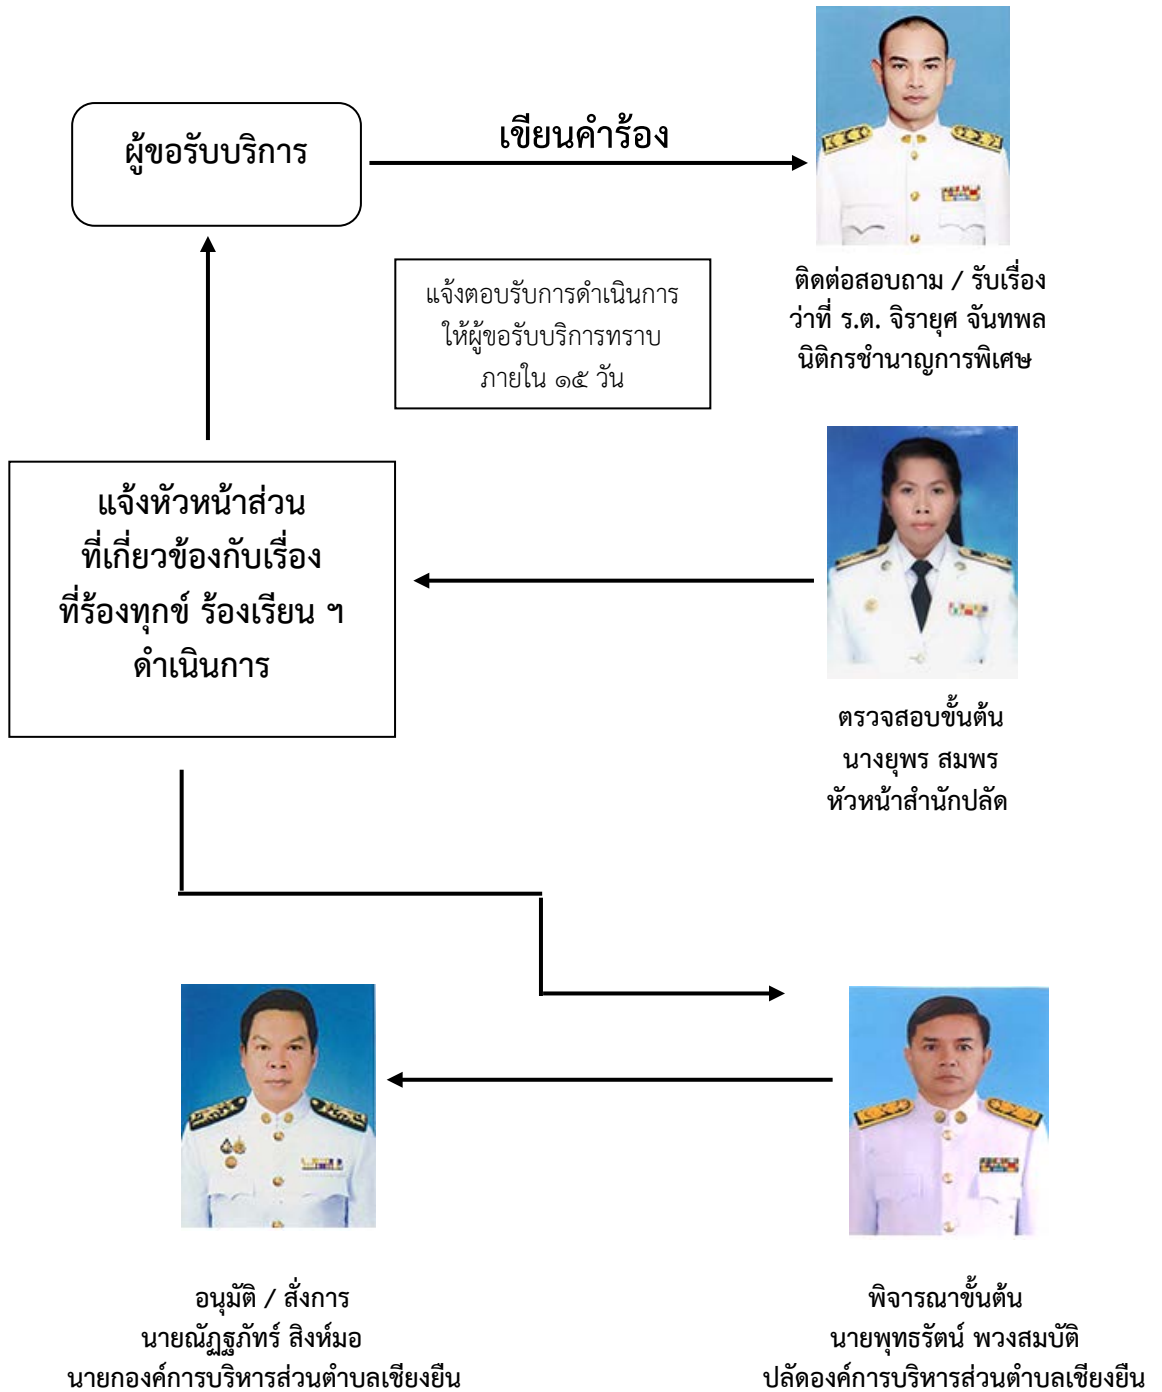 ผู้ขอรับบริการ
เขียนคำร้อง
ติดต่อสอบถาม / รับเรื่อง
ว่าที่ ร.ต. จิรายุศ จันทพล
นิติกรชำนาญการพิเศษ
แจ้งตอบรับการดำเนินการ
ให้ผู้ขอรับบริการทราบ
ภายใน ๑๕ วัน
แจ้งหัวหน้าส่วน
ที่เกี่ยวข้องกับเรื่อง
ที่ร้องทุกข์ ร้องเรียน ฯ
ดำเนินการ
ตรวจสอบขั้นต้น
นางยุพร สมพร
หัวหน้าสำนักปลัด
อนุมัติ / สั่งการ
นายณัฏฐภัทร์ สิงห์มอ
นายกองค์การบริหารส่วนตำบลเชียงยืน
พิจารณาขั้นต้น
นายพุทธรัตน์ พวงสมบัติ
ปลัดองค์การบริหารส่วนตำบลเชียงยืน